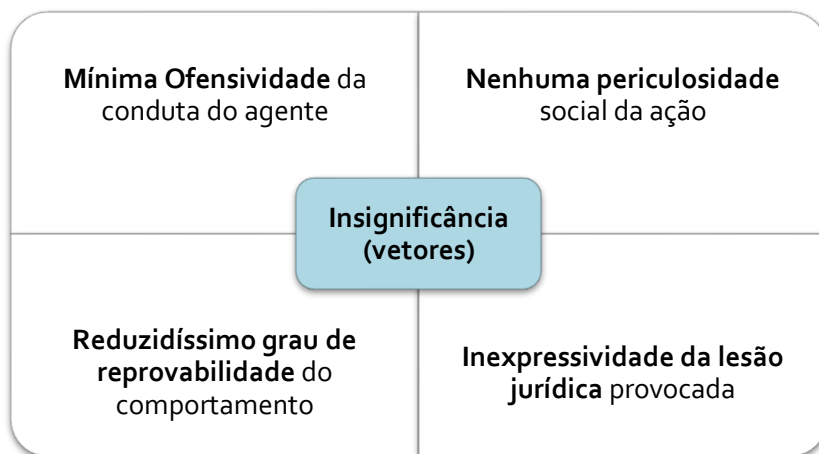 Mínima Ofensividade da
conduta do agente
Nenhuma periculosidade
social da ação
Insignificância
(vetores)
Reduzidíssimo grau de
reprovabilidade do
comportamento
Inexpressividade da lesão
jurídica provocada